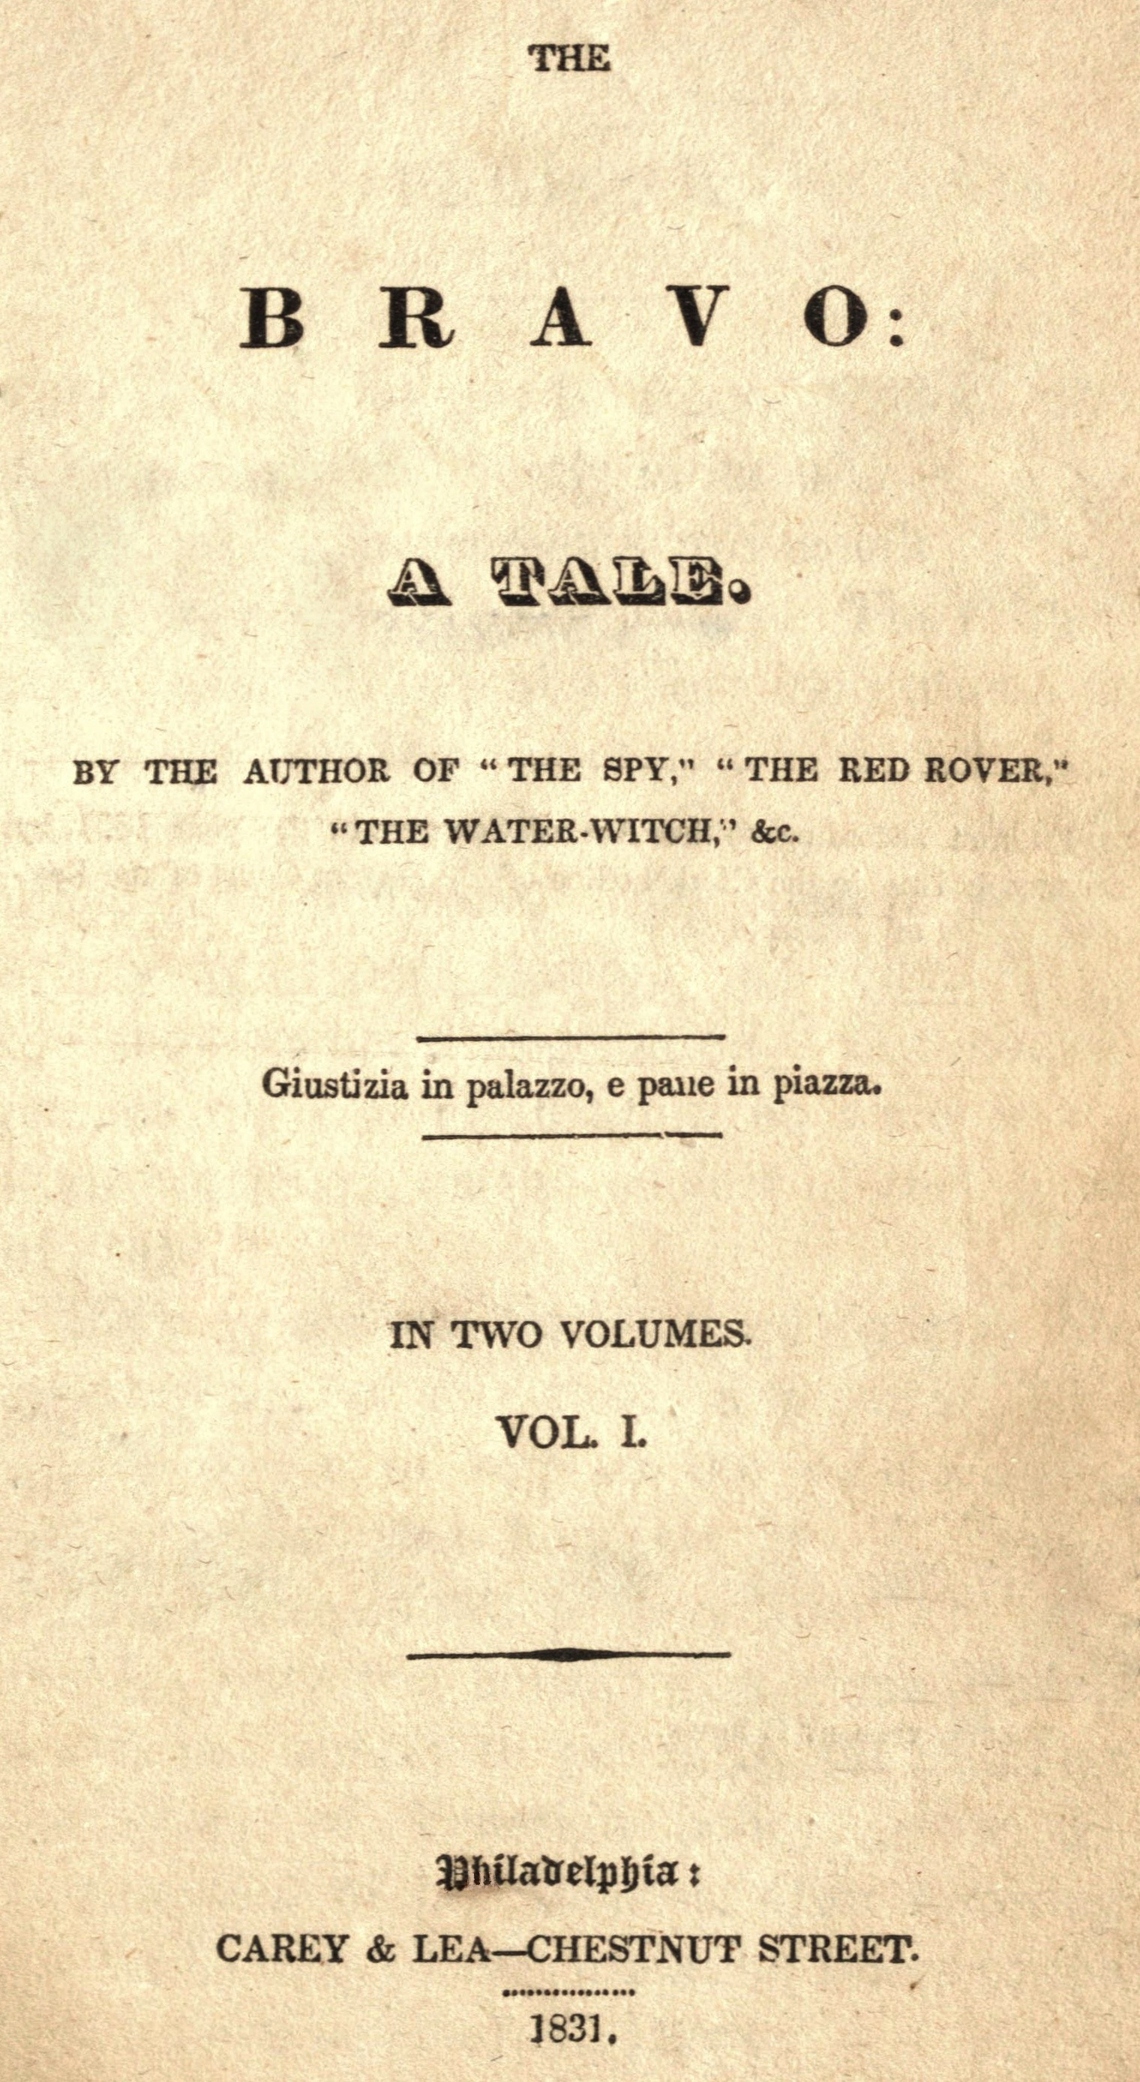 THE
BRAVO:
A TALE.
BY THE AUTHOR OF “THE SPY,” “THE RED ROVER,”
“THE WATER-WITCH,” &c.
Giustizia in palazzo, e pane in piazza.
IN TWO VOLUMES.
VOL. I.
Philadelphia:
CAREY & LEA—CHESTNUT STREET.
1831.